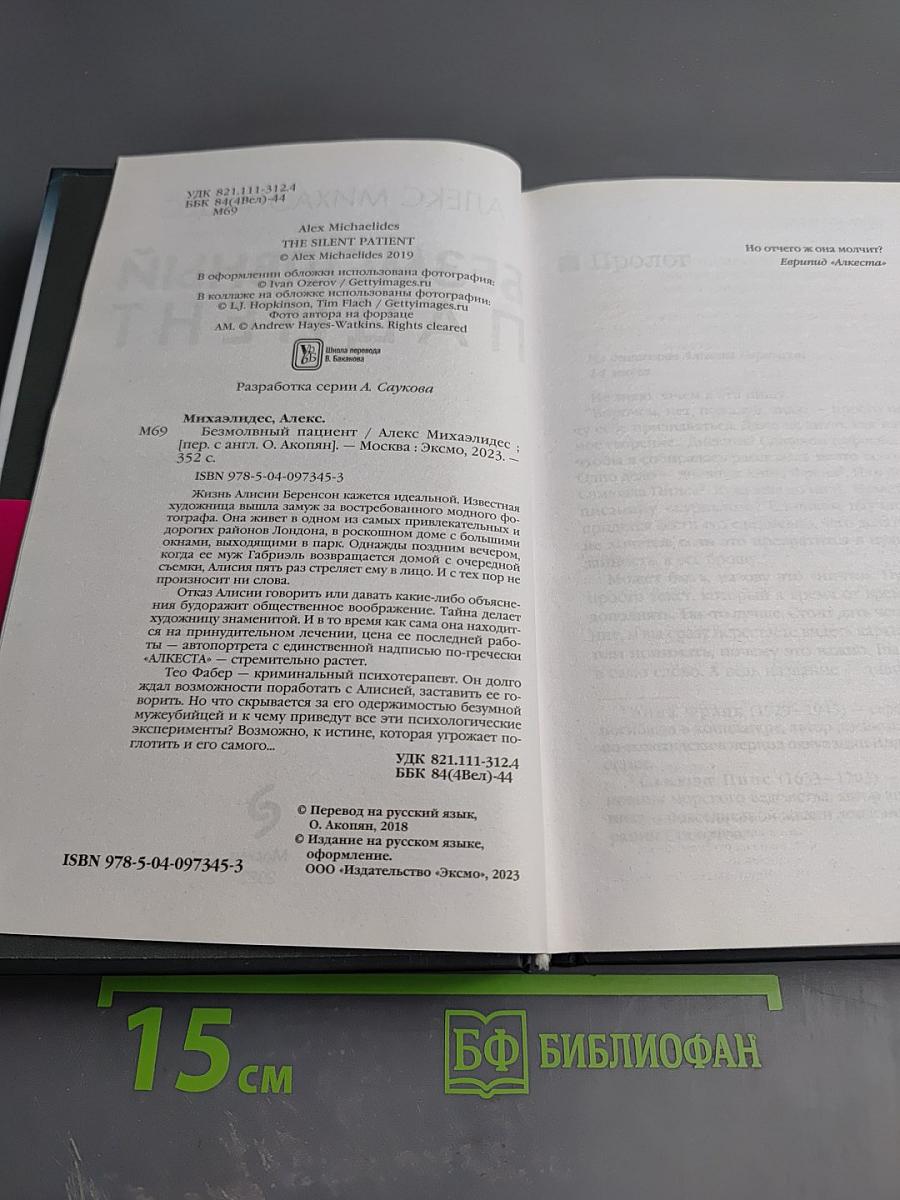 УДК 821.111-312.4
ББК 84(4Вел)-44
М69
Alex Michaelides
THE SILENT PATIENT
© Alex Michaelides 2019
В оформлении обложки использована фотография:
© Ivan Ozerov / Gettyimages.ru
В коллаже на обложке использованы фотографии:
© L.J. Hopkinson, Tim Flach / Gettyimages.ru
Фото автора на форзаце
AM. © Andrew Hayes-Watkins. Rights cleared
Школа перевода
В. Баканова
Разработка серии А. Саукова
Михаэлидес, Алекс.
М69 Безмолвный пациент / Алекс Михаэлидес ;
[пер. с англ. О. Акопян]. — Москва : Эксмо, 2023. —
352 с.
ISBN 978-5-04-097345-3
Жизнь Алисии Беренсон кажется идеальной. Известная
художница вышла замуж за востребованного модного фо-
тографа. Она живет в одном из самых привлекательных и
дорогих районов Лондона, в роскошном доме с большими
окнами, выходящими в парк. Однажды поздним вечером,
когда ее муж Габриэль возвращается домой с очередной
съемки, Алисия пять раз стреляет ему в лицо. И с тех пор не
произносит ни слова.
Отказ Алисии говорить или давать какие-либо объясне-
ния будоражит общественное воображение. Тайна делает
художницу знаменитой. И в то время как сама она находит-
ся на принудительном лечении, цена ее последней рабо-
ты — автопортрета с единственной надписью по-гречески
«АЛКЕСТА» — стремительно растет.
Тео Фабер — криминальный психотерапевт. Он долго
ждал возможности поработать с Алисией, заставить ее го-
ворить. Но что скрывается за его одержимостью безумной
мужеубийцей и к чему приведут все эти психологические
эксперименты? Возможно, к истине, которая угрожает по-
глотить и его самого...
УДК 821.111-312.4
ББК 84(4Вел)-44
© Перевод на русский язык,
О. Акопян, 2018
© Издание на русском языке,
оформление.
ООО «Издательство «Эксмо», 2023
ISBN 978-5-04-097345-3
Но отчего ж она молчит?
Еврипид «Алкеста»
15 см
БФ БИБЛИОФАН